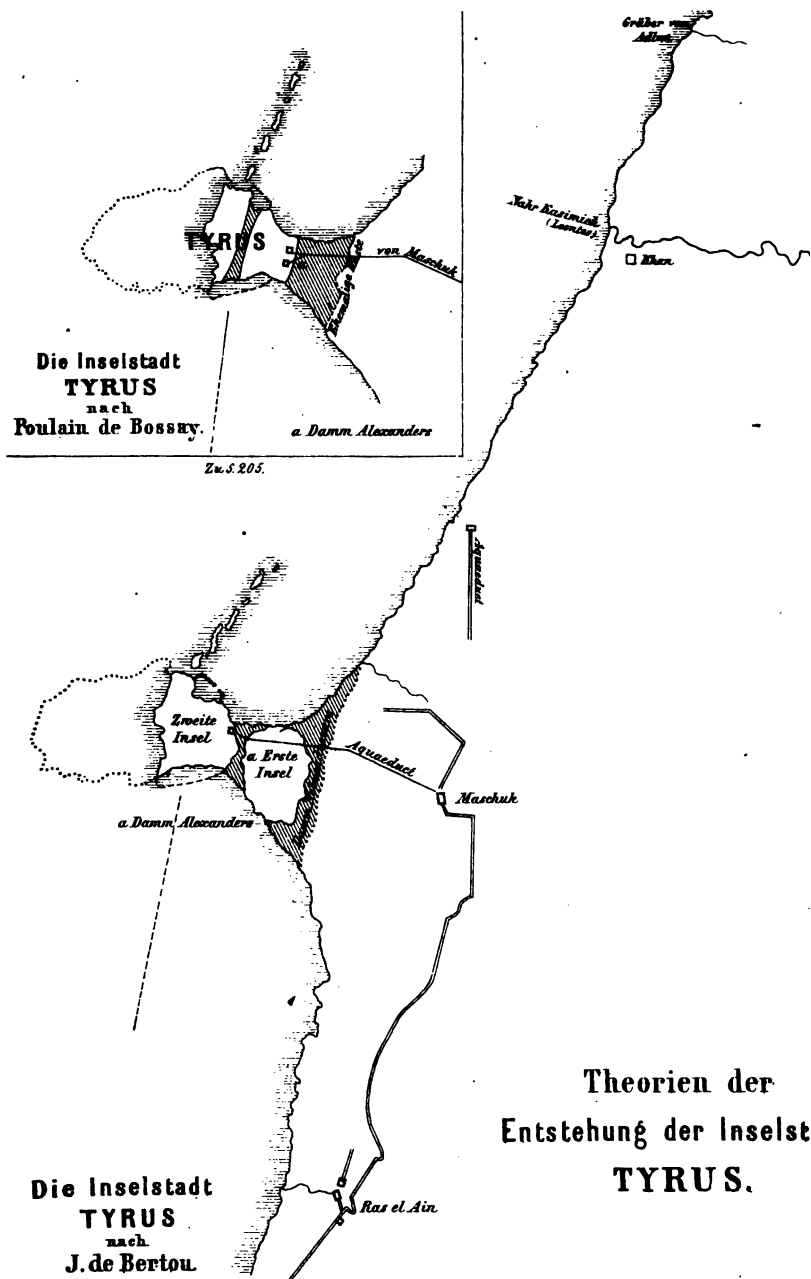 Gräber von
Adlun
TYRUS
von Maschuk
Ehemalige
Nahr Kasimieh
(Leontes)
Khan
Die Inselstadt
TYRUS
nach
Poulain de Bossay.
a Damm Alexanders
Zu S. 205.
Aquaeduct
Zweite
Insel
a Erste
Insel
Aquaeduct
Maschuk
a Damm Alexanders
Theorien der
Entstehung der Inselst
TYRUS.
Ras el Ain
Die Inselstadt
TYRUS
nach
J. de Bertou